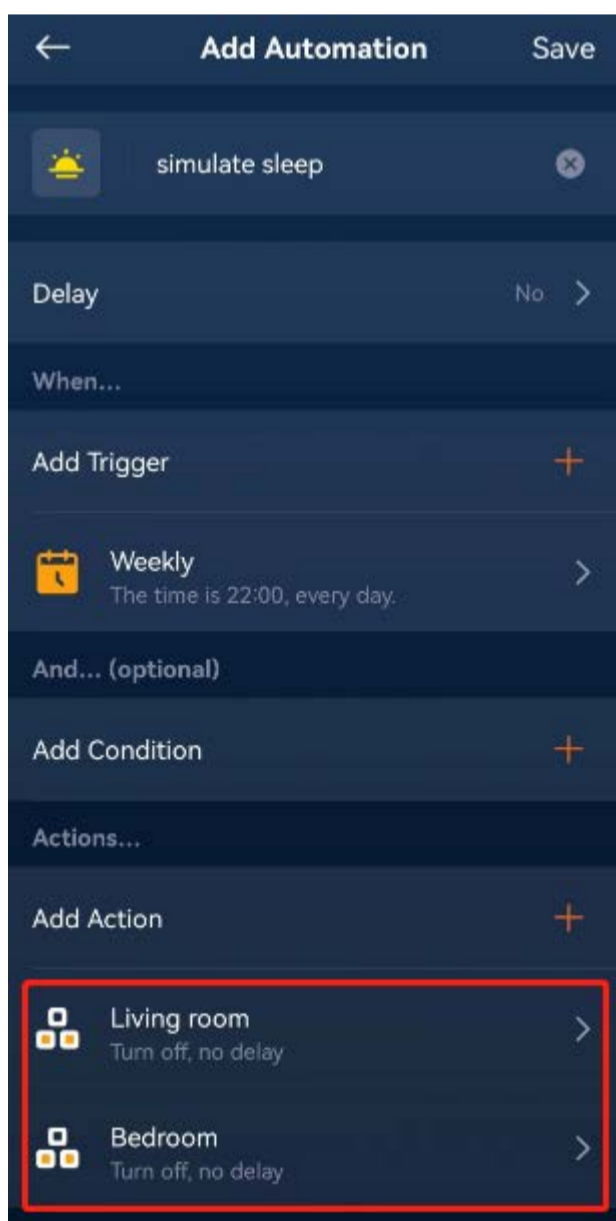 Add Automation Save
simulate sleep
Delay No
When...
Add Trigger
Weekly
The time is 22:00, every day.
And... (optional)
Add Condition
Actions...
Add Action
Living room
Turn off, no delay
Bedroom
Turn off, no delay